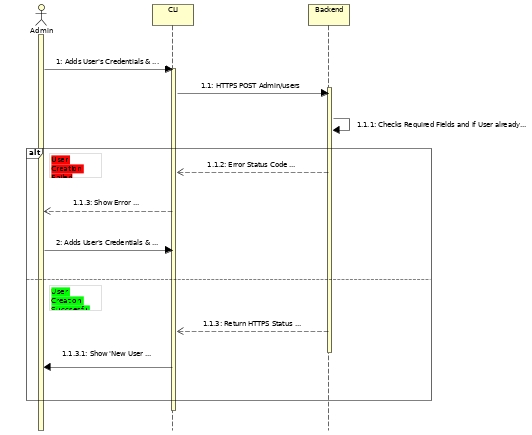 CLI
Backend
Admin
1: Adds User's Credentials & ...
1.1: HTTPS POST Admin/users
1.1.1: Checks Required Fields and if User already...
alt
User
Creation
1.1.2: Error Status Code ...
1.1.3: Show Error ...
2: Adds User's Credentials & ...
User
Creation
1.1.3: Return HTTPS Status ...
1.1.3.1: Show 'New User ...